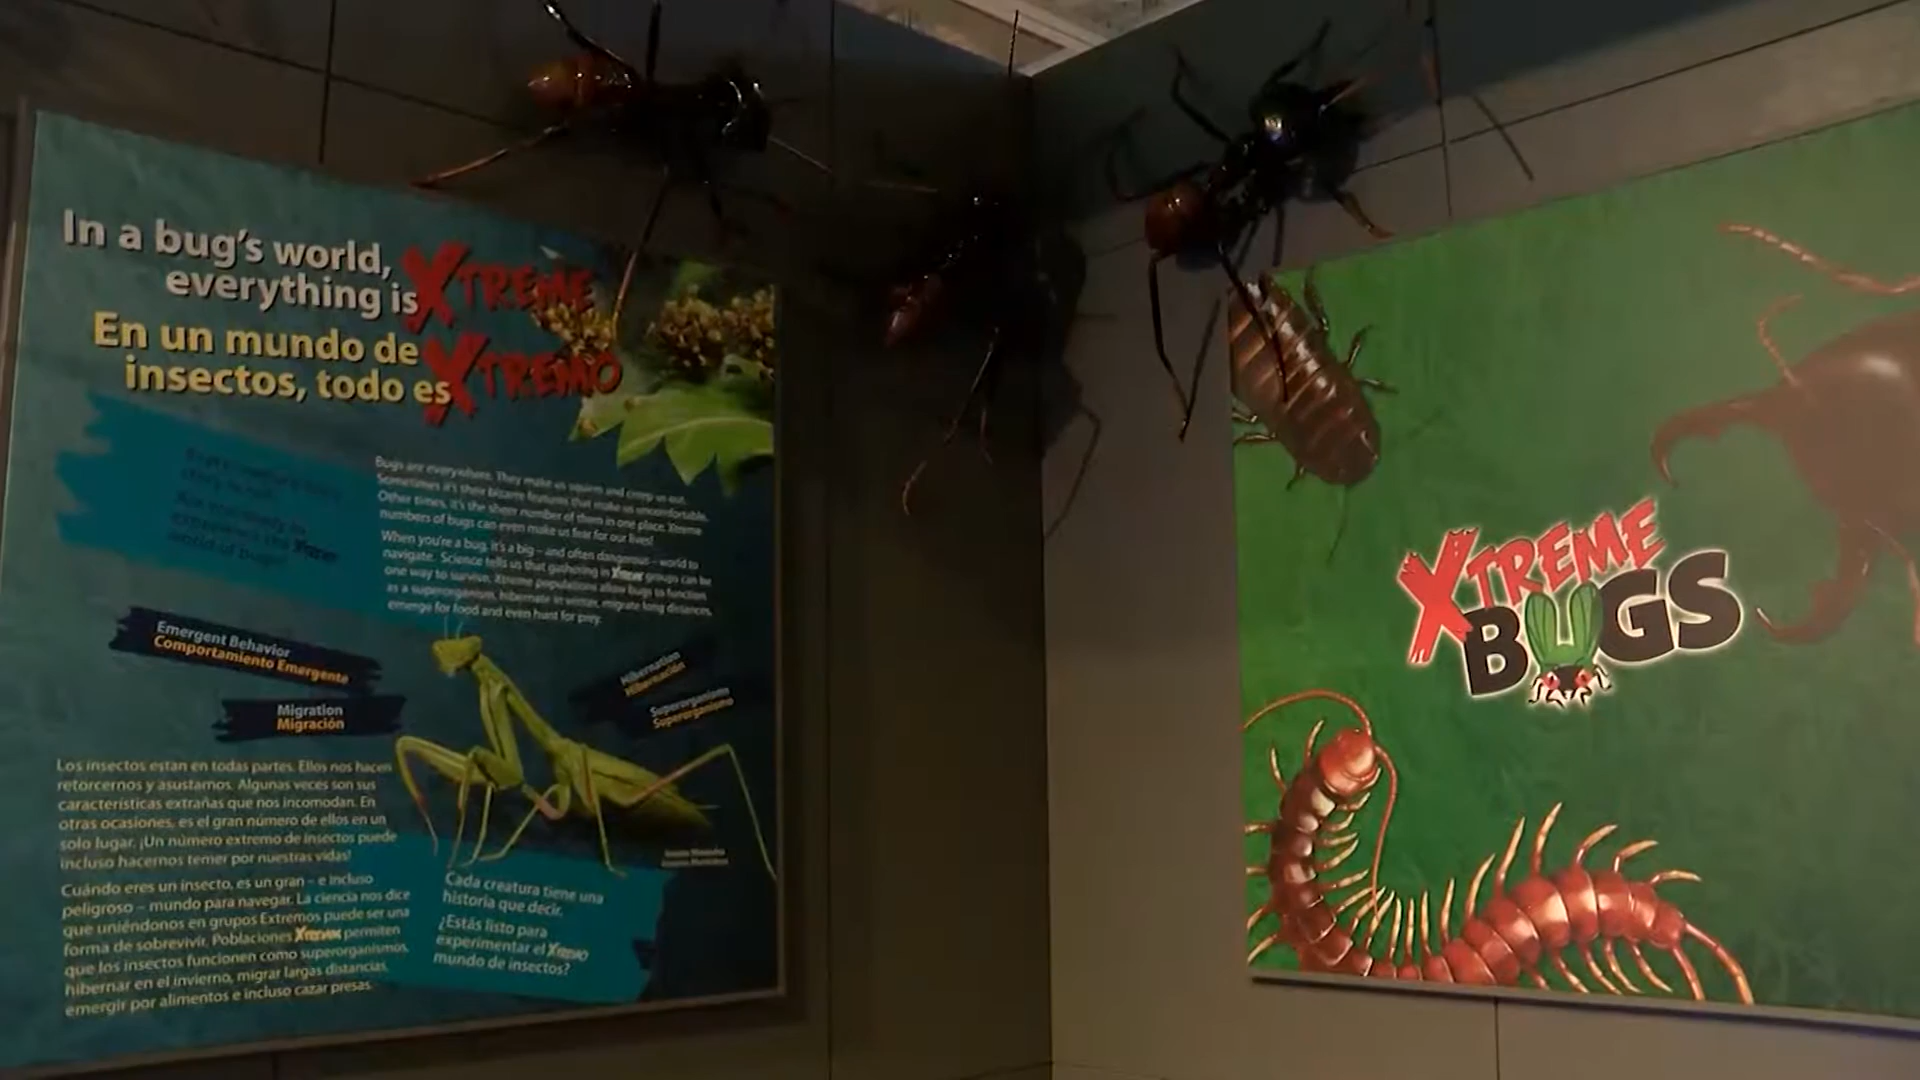 In a bug's world,
everything is XTREME
En un mundo de
insectos, todo es XTREMO
Bugs are everywhere. They make us squirm and creep us out.
Sometimes it's their bizarre features that make us uncomfortable.
Other times, it's the sheer number of them in one place. Xtreme
numbers of bugs can even make us fear for our lives!
When you're a bug, it's a big – and often dangerous – world to
navigate. Science tells us that gathering in Xtreme groups can be
one way to survive. Xtreme populations allow bugs to function
as a superorganism, hibernate in winter, migrate long distances,
emerge for food and even hunt for prey.
Emergent Behavior
Comportamiento Emergente
Migration
Migración
Hibernation
Hibernación
Superorganism
Superorganismo
Los insectos estan en todas partes. Ellos nos hacen
retorcernos y asustarnos. Algunas veces son sus
características extrañas que nos incomodan. En
otras ocasiones, es el gran número de ellos en un
solo lugar. ¡Un número extremo de insectos puede
incluso hacernos temer por nuestras vidas!
Cuándo eres un insecto, es un gran – e incluso
peligroso – mundo para navegar. La ciencia nos dice
que uniéndonos en grupos Extremos puede ser una
forma de sobrevivir. Poblaciones Xtremas permiten
que los insectos funcionen como superorganismos,
hibernar en el invierno, migrar largas distancias,
emergir por alimentos e incluso cazar presas.
Cada creatura tiene una
historia que decir.
¿Estás listo para
experimentar el XTREMO
mundo de insectos?
XTREME
BUGS